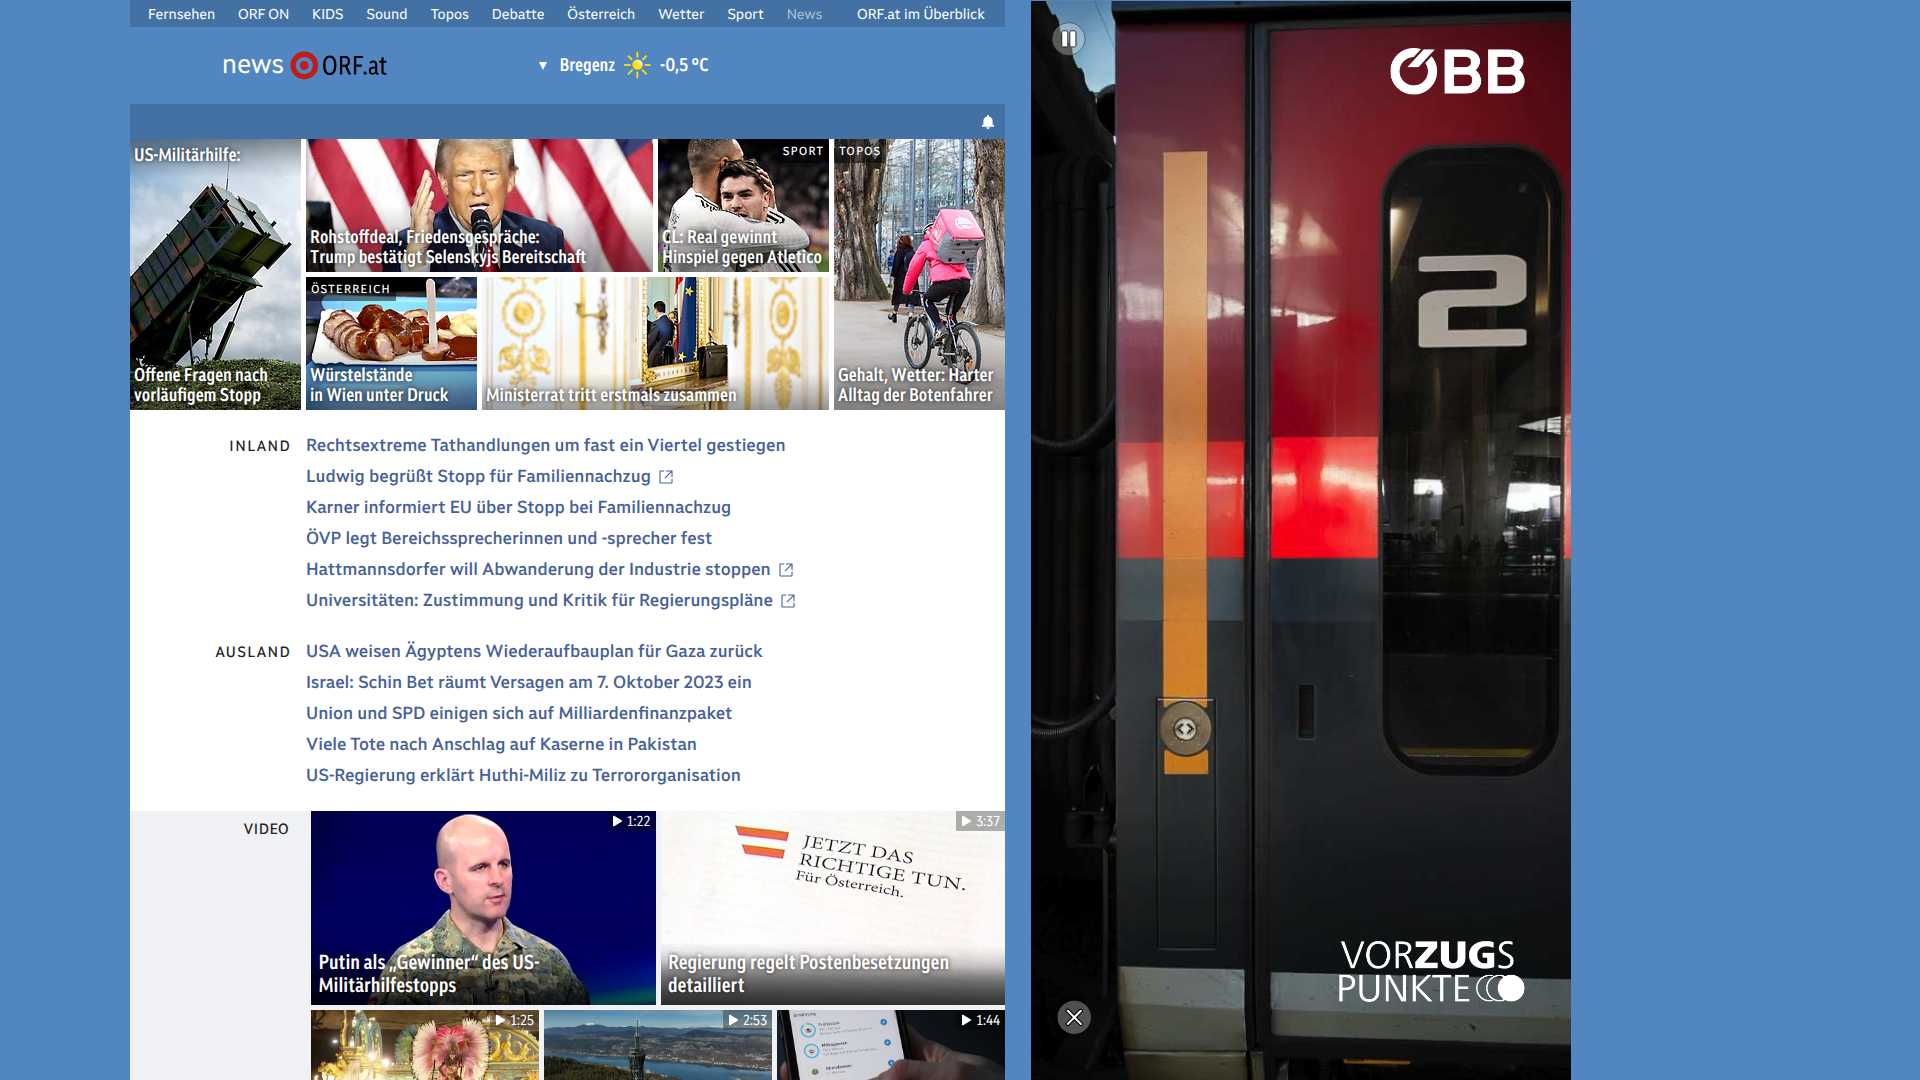 Fernsehen ORF ON KIDS Sound Topos Debatte Österreich Wetter Sport News ORF.at im Überblick
news ORF.at
▼ Bregenz -0,5 °C
US-Militärhilfe:
Offene Fragen nach
vorläufigem Stopp
Rohstoffdeal, Friedensgespräche:
Trump bestätigt Selenskyjs Bereitschaft
SPORT
CL: Real gewinnt
Hinspiel gegen Atletico
TOPOS
Gehalt, Wetter: Harter
Alltag der Botenfahrer
ÖSTERREICH
Würstelstände
in Wien unter Druck
Ministerrat tritt erstmals zusammen
INLAND
Rechtsextreme Tathandlungen um fast ein Viertel gestiegen
Ludwig begrüßt Stopp für Familiennachzug
Karner informiert EU über Stopp bei Familiennachzug
ÖVP legt Bereichssprecherinnen und -sprecher fest
Hattmannsdorfer will Abwanderung der Industrie stoppen
Universitäten: Zustimmung und Kritik für Regierungspläne
AUSLAND
USA weisen Ägyptens Wiederaufbauplan für Gaza zurück
Israel: Schin Bet räumt Versagen am 7. Oktober 2023 ein
Union und SPD einigen sich auf Milliardenfinanzpaket
Viele Tote nach Anschlag auf Kaserne in Pakistan
US-Regierung erklärt Huthi-Miliz zu Terrororganisation
VIDEO
1:22
Putin als „Gewinner“ des US-
Militärhilfestopps
3:37
JETZT DAS
RICHTIGE TUN.
Für Österreich.
Regierung regelt Postenbesetzungen
detailliert
1:25
2:53
1:44
ÖBB
2
VORZUGS
PUNKTE